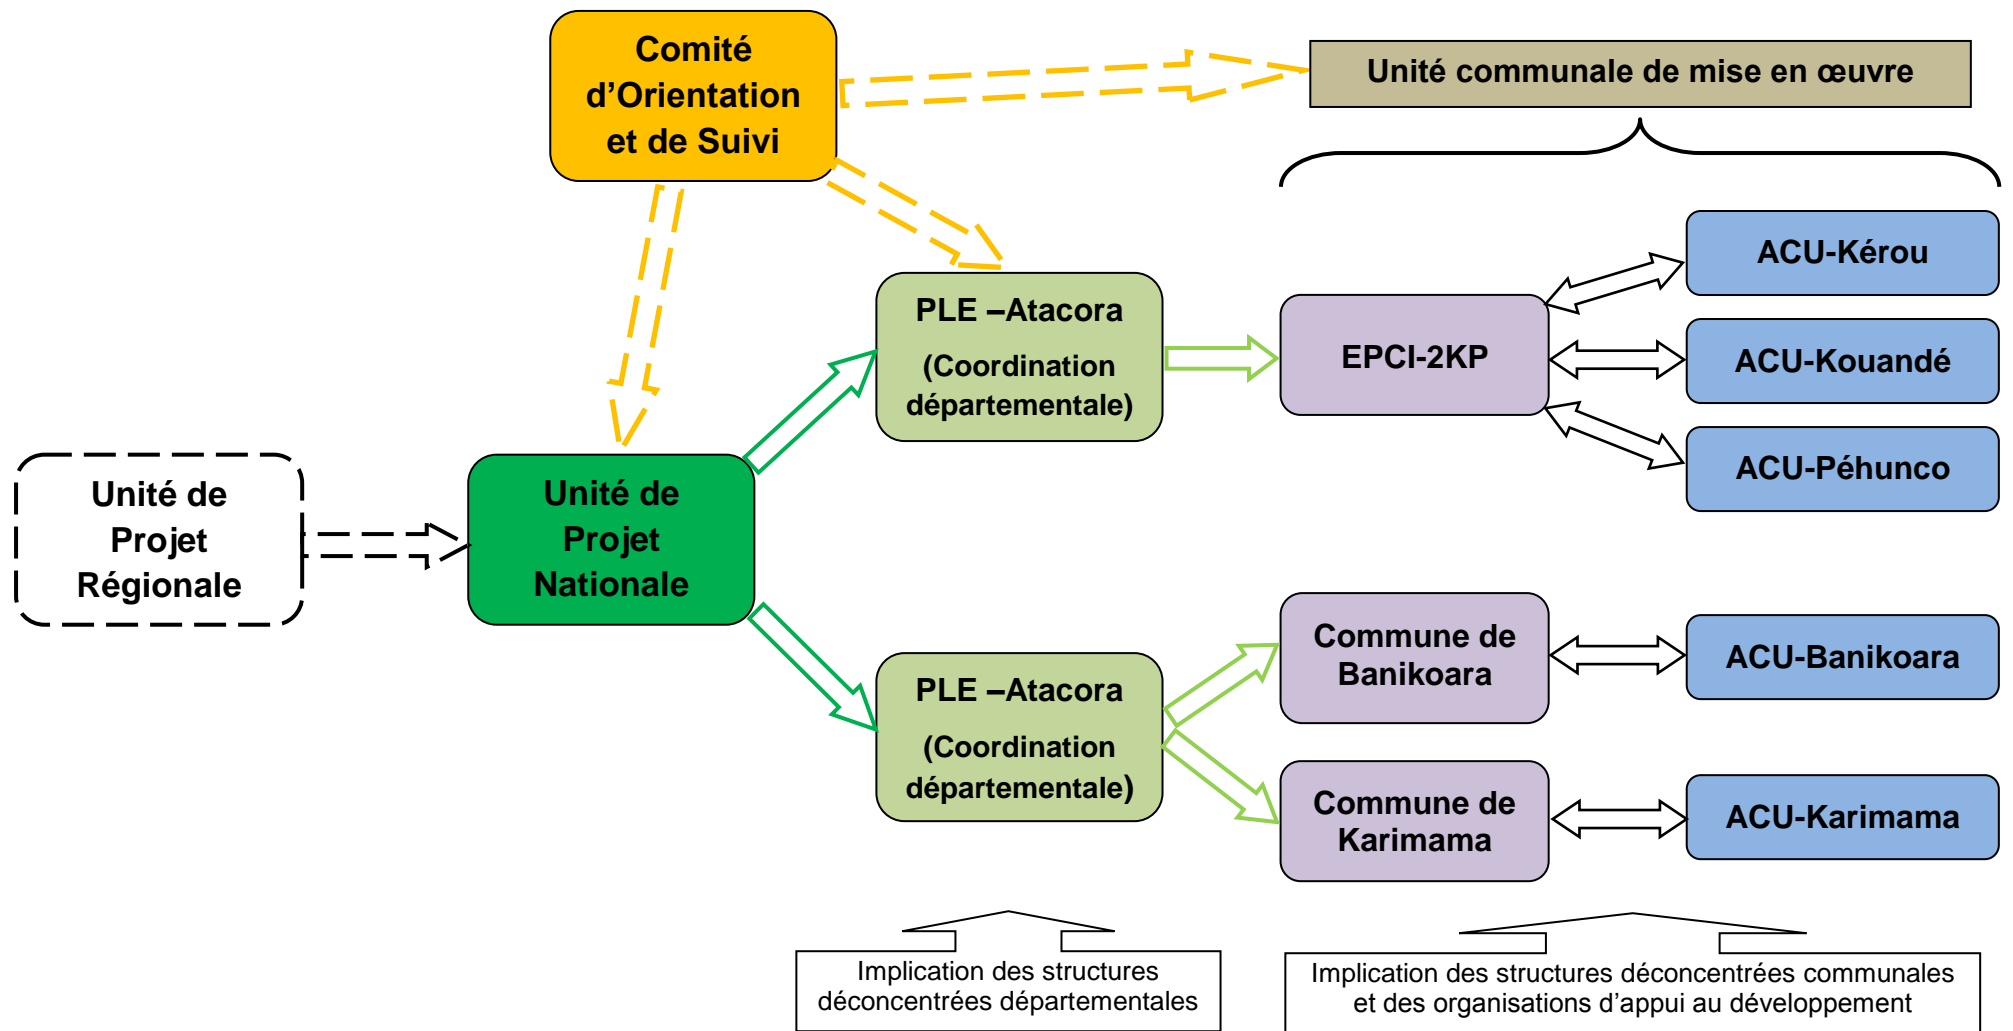 Comité
d’Orientation
et de Suivi
Unité communale de mise en œuvre
ACU-Kérou
PLE –Atacora
(Coordination
départementale)
EPCI-2KP
ACU-Kouandé
ACU-Péhunco
Unité de
Projet
Régionale
Unité de
Projet
Nationale
PLE –Atacora
(Coordination
départementale)
Commune de
Banikoara
ACU-Banikoara
Commune de
Karimama
ACU-Karimama
Implication des structures
déconcentrées départementales
Implication des structures déconcentrées communales
et des organisations d’appui au développement